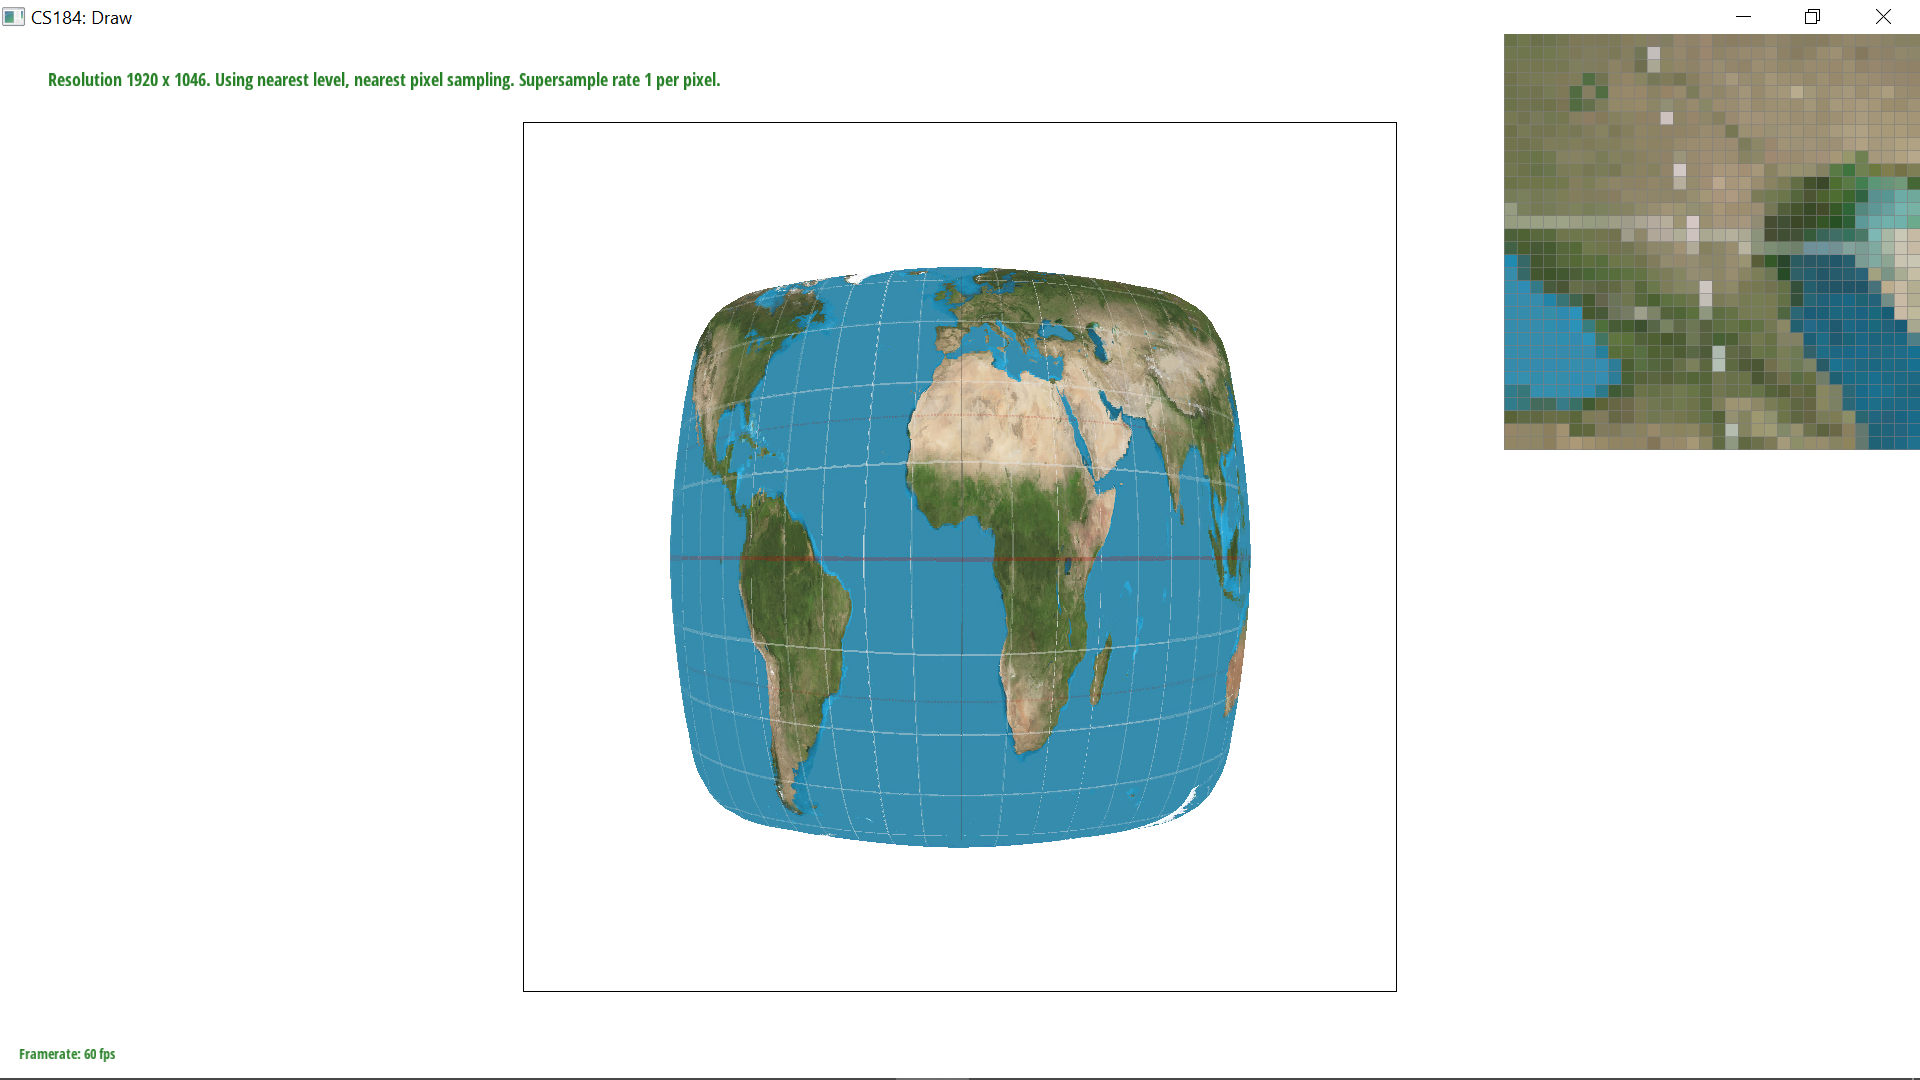 CS184: Draw
Resolution 1920 x 1046. Using nearest level, nearest pixel sampling. Supersample rate 1 per pixel.
Framerate: 60 fps